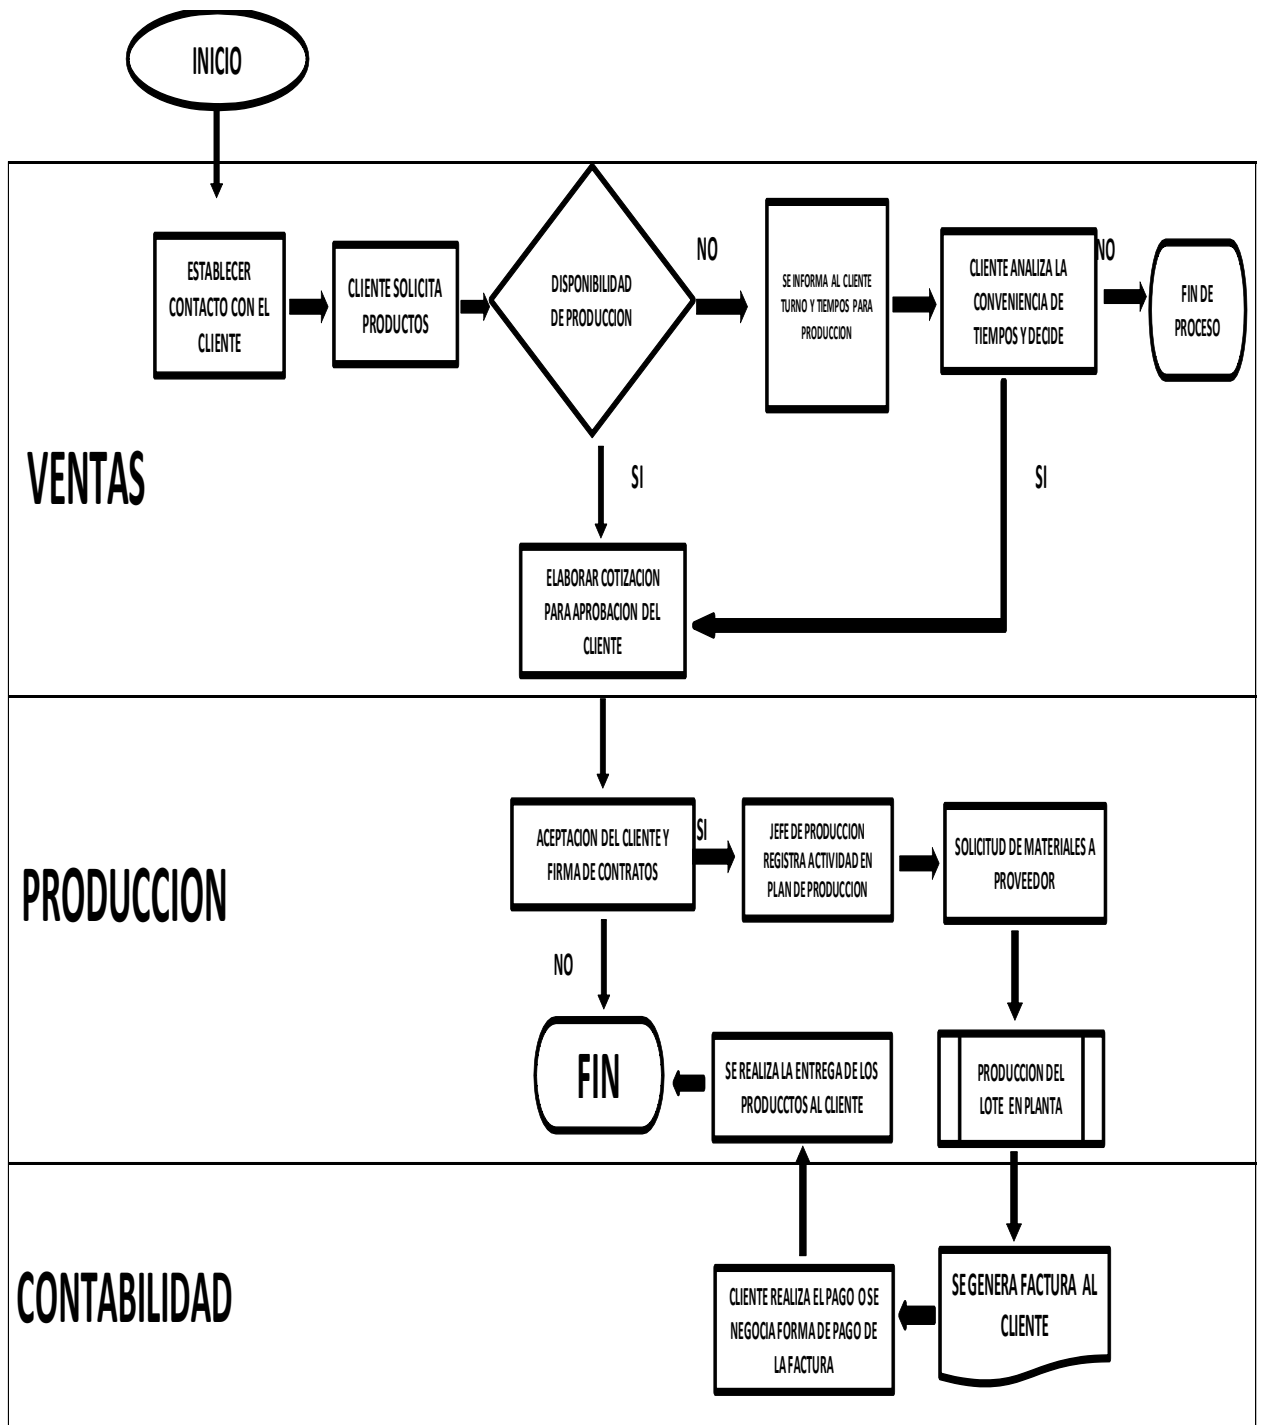 INICIO
ESTABLECER
CONTACTO CON EL
CLIENTE
CLIENTE SOLICITA
PRODUCTOS
DISPONIBILIDAD
DE PRODUCCION
NO
SE INFORMA AL CLIENTE
TURNO Y TIEMPOS PARA
PRODUCCION
CLIENTE ANALIZA LA
CONVENIENCIA DE
TIEMPOS Y DECIDE
NO
FIN DE
PROCESO
VENTAS
SI
SI
ELABORAR COTIZACION
PARA APROBACION DEL
CLIENTE
PRODUCCION
ACEPTACION DEL CLIENTE Y
FIRMA DE CONTRATOS
SI
JEFE DE PRODUCCION
REGISTRA ACTIVIDAD EN
PLAN DE PRODUCCION
SOLICITUD DE MATERIALES A
PROVEEDOR
NO
FIN
SE REALIZA LA ENTREGA DE LOS
PRODUCCTOS AL CLIENTE
PRODUCCION DEL
LOTE EN PLANTA
CONTABILIDAD
CLIENTE REALIZA EL PAGO O SE
NEGOCIA FORMA DE PAGO DE
LA FACTURA
SE GENERA FACTURA AL
CLIENTE